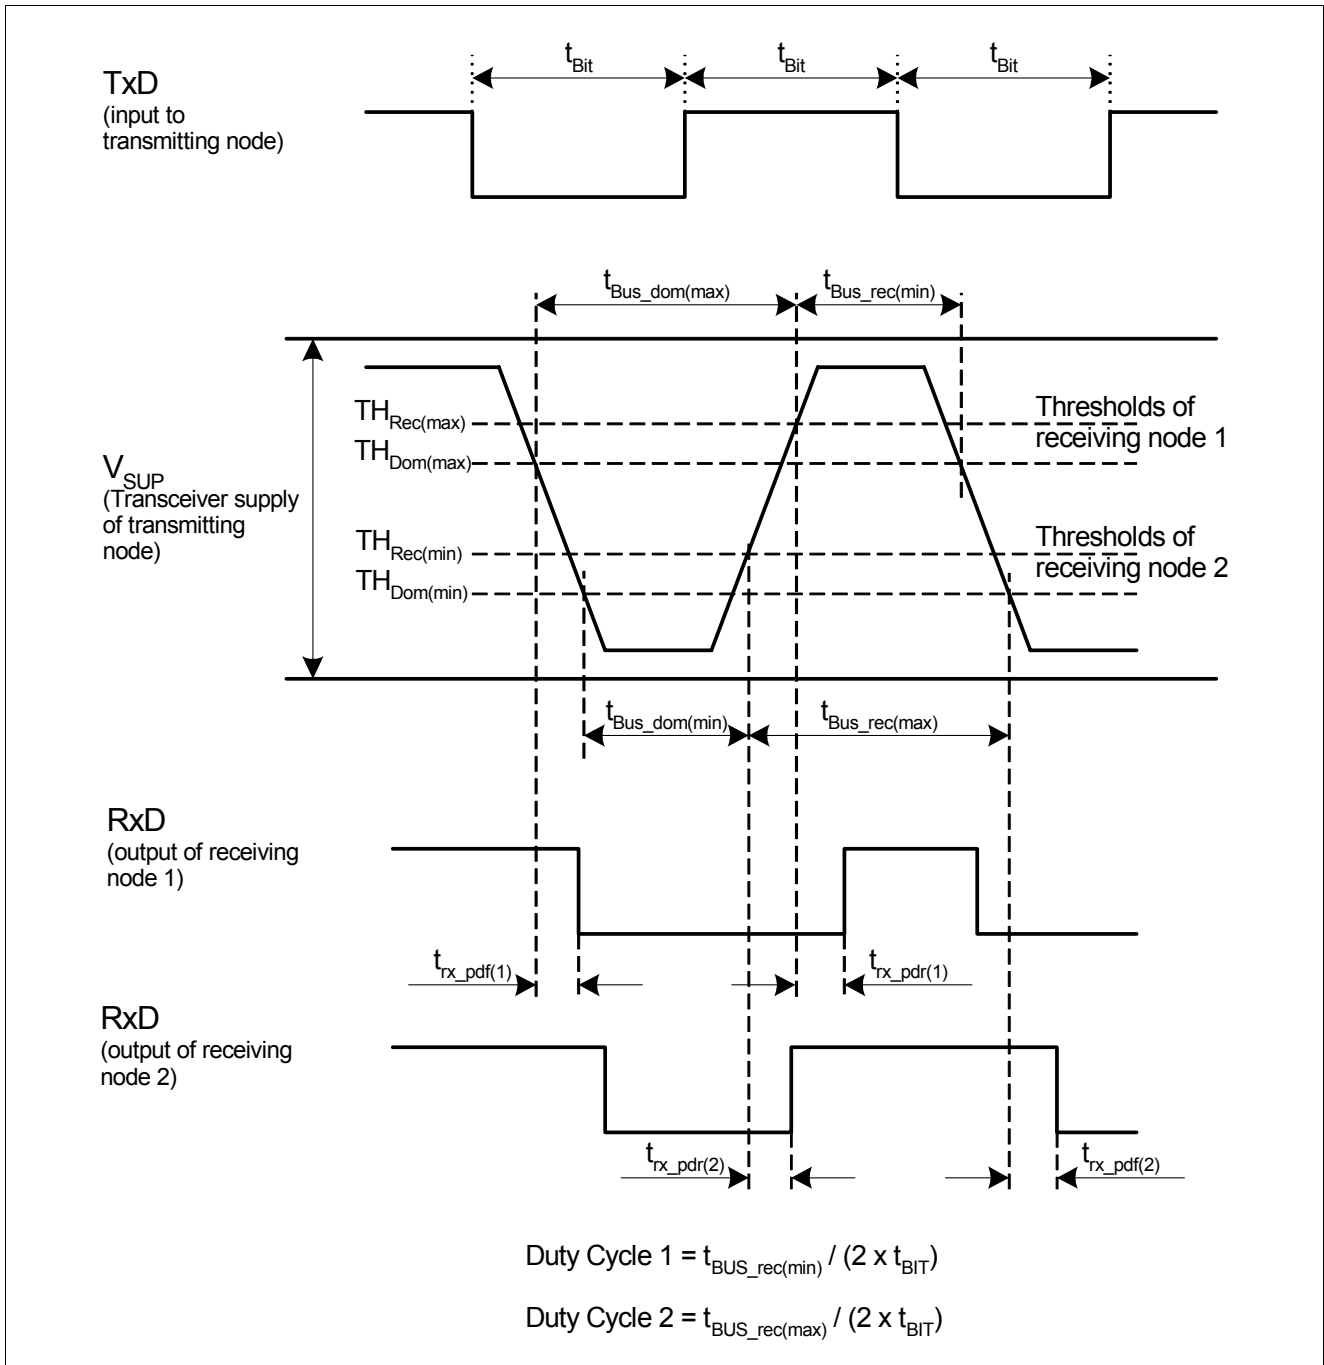 t_Bit t_Bit t_Bit
TxD
(input to
transmitting node)
t_Bus_dom(max) t_Bus_rec(min)
TH_Rec(max)
TH_Dom(max)
Thresholds of
receiving node 1
V_SUP
(Transceiver supply
of transmitting
node)
TH_Rec(min)
TH_Dom(min)
Thresholds of
receiving node 2
t_Bus_dom(min) t_Bus_rec(max)
RxD
(output of receiving
node 1)
t_rx_pdf(1) t_rx_pdr(1)
RxD
(output of receiving
node 2)
t_rx_pdr(2) t_rx_pdf(2)
Duty Cycle 1 = t_BUS_rec(min) / (2 x t_BIT)
Duty Cycle 2 = t_BUS_rec(max) / (2 x t_BIT)